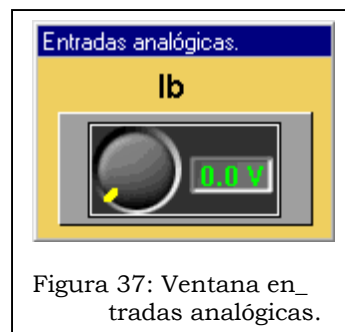 Entradas analógicas.
Ib
0.0 V
Figura 37: Ventana en_
tradas analógicas.